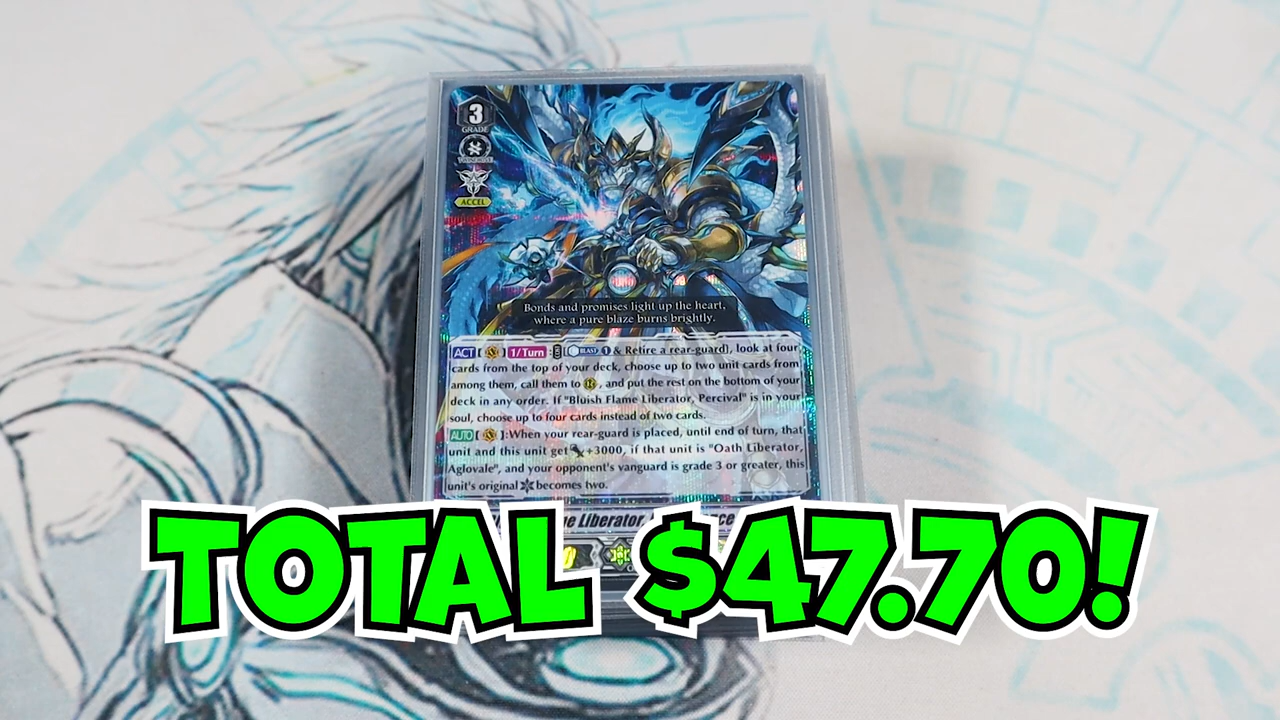 3
GRADE
ACCEL
Bonds and promises light up the heart,
where a pure blaze burns brightly.
ACT [ ] 1/Turn : [ BLAST 1 & Retire a rear-guard], look at four
cards from the top of your deck, choose up to two unit cards from
among them, call them to , and put the rest on the bottom of your
deck in any order. If "Bluish Flame Liberator, Percival" is in your
soul, choose up to four cards instead of two cards.
AUTO [ ]:When your rear-guard is placed, until end of turn, that
unit and this unit get +3000, if that unit is "Oath Liberator,
Aglovale", and your opponent's vanguard is grade 3 or greater, this
unit's original becomes two.
Liberator,
TOTAL $47.70!